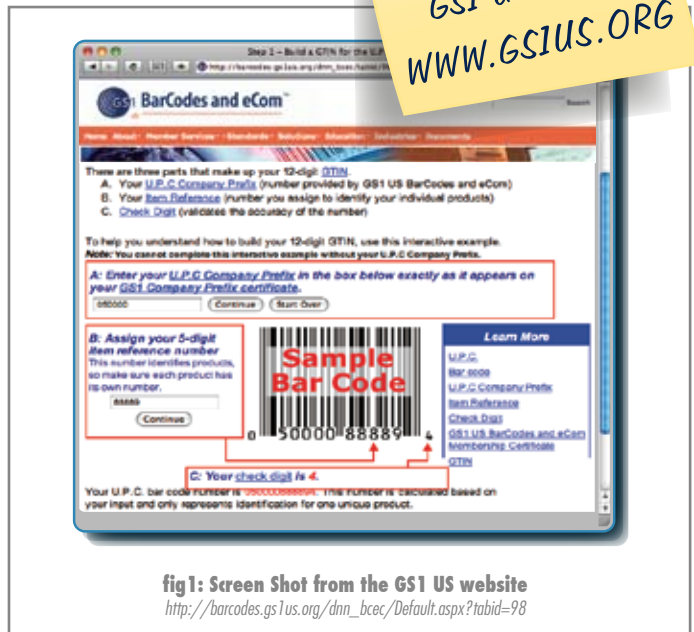 GS1
WWW.GS1US.ORG
Step 2 - Build a GTIN for the U.P.
GS1 BarCodes and eCom™
Search
Home About Member Services Standards Solutions Education Industries
There are three parts that make up your 12-digit GTIN.
A. Your U.P.C Company Prefix (number provided by GS1 US BarCodes and eCom)
B. Your Item Reference (number you assign to identify your individual products)
C. Check Digit (validates the accuracy of the number)
To help you understand how to build your 12-digit GTIN, use this interactive example.
Note: You cannot complete this interactive example without your U.P.C Company Prefix.
A: Enter your U.P.C Company Prefix in the box below exactly as it appears on
your GS1 Company Prefix certificate.
Continue Start Over
B: Assign your 5-digit
item reference number
This number identifies products,
so make sure each product has
its own number.
Continue
Sample
Bar Code
0 50000 88889 4
Learn More
U.P.C.
Bar code
U.P.C Company Prefix
Item Reference
Check Digit
GS1 US BarCodes and eCom
Membership Certificate
GTIN
C: Your check digit is 4.
Your U.P.C. bar code number is This number is calculated based on
your input and only represents identification for one unique product.
fig1: Screen Shot from the GS1 US website
http://barcodes.gs1us.org/dnn_bcec/Default.aspx?tabid=98